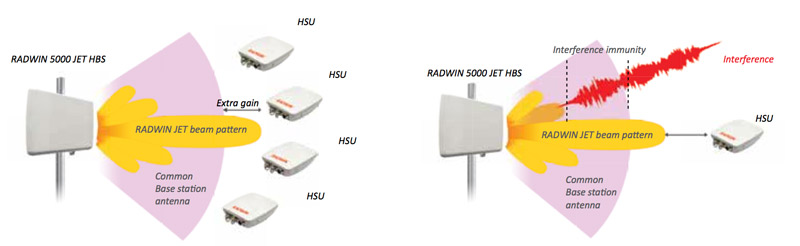 HSU
RADWIN 5000 JET HBS
HSU
Extra gain
HSU
RADWIN JET beam pattern
HSU
Common
Base station
antenna
Interference immunity
Interference
RADWIN 5000 JET HBS
HSU
RADWIN JET beam pattern
Common
Base station
antenna